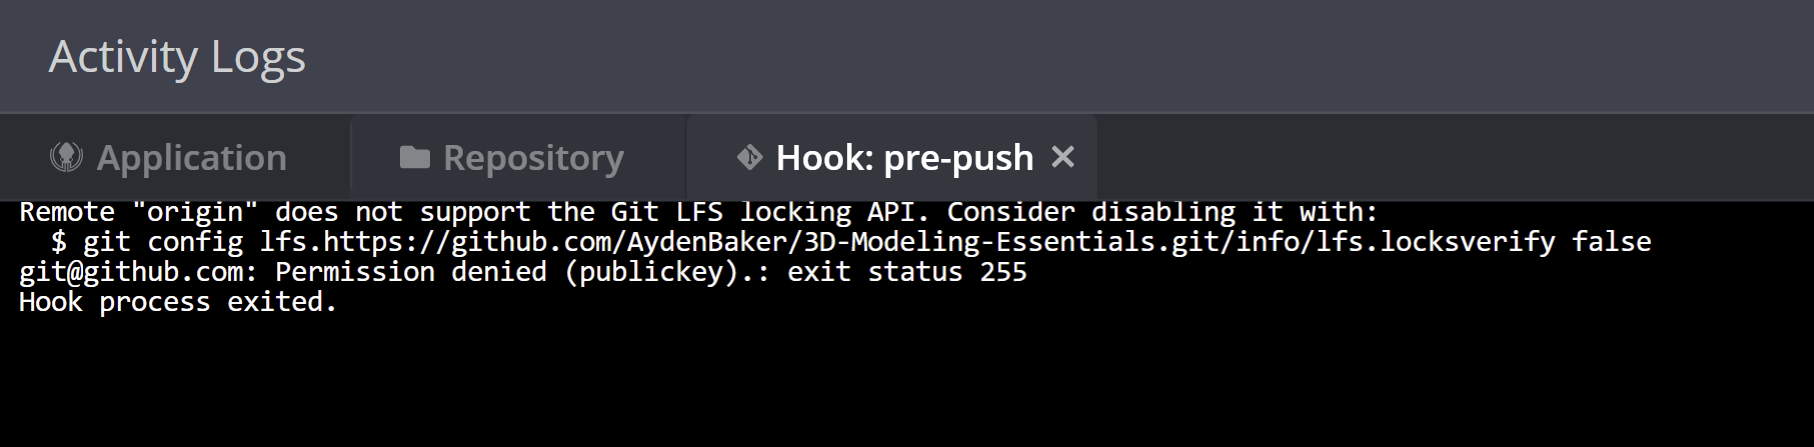 Activity Logs
Application Repository Hook: pre-push
Remote "origin" does not support the Git LFS locking API. Consider disabling it with:
  $ git config lfs.https://github.com/AydenBaker/3D-Modeling-Essentials.git/info/lfs.locksverify false
git@github.com: Permission denied (publickey).: exit status 255
Hook process exited.